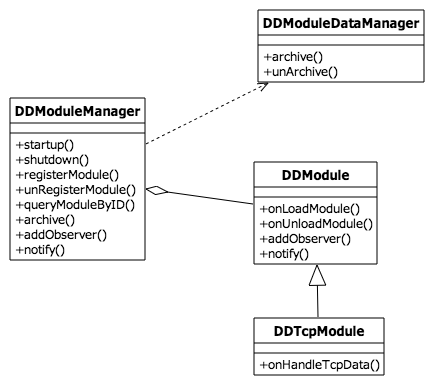 DDModuleDataManager
+archive()
+unArchive()
DDModuleManager
+startup()
+shutdown()
+registerModule()
+unRegisterModule()
+queryModuleByID()
+archive()
+addObserver()
+notify()
DDModule
+onLoadModule()
+onUnloadModule()
+addObserver()
+notify()
DDTcpModule
+onHandleTcpData()